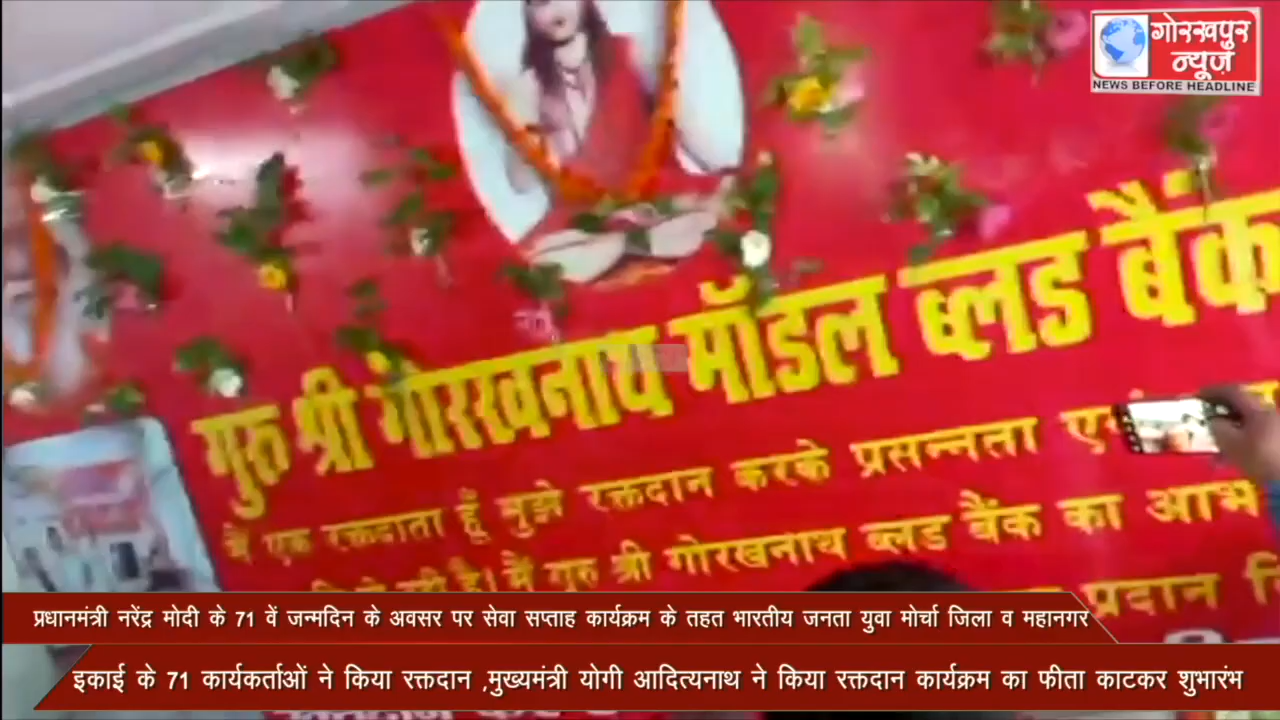 गोरखपुर
न्यूज़
NEWS BEFORE HEADLINE
गुरु श्री गोरखनाथ मॉडल ब्लड बैंक
मैं एक रक्तदाता हूँ मुझे रक्तदान करके प्रसन्नता
मैं गुरु श्री गोरखनाथ ब्लड बैंक का आभ
प्रदान
प्रधानमंत्री नरेंद्र मोदी के 71 वें जन्मदिन के अवसर पर सेवा सप्ताह कार्यक्रम के तहत भारतीय जनता युवा मोर्चा जिला व महानगर
इकाई के 71 कार्यकर्ताओं ने किया रक्तदान ,मुख्यमंत्री योगी आदित्यनाथ ने किया रक्तदान कार्यक्रम का फीता काटकर शुभारंभ